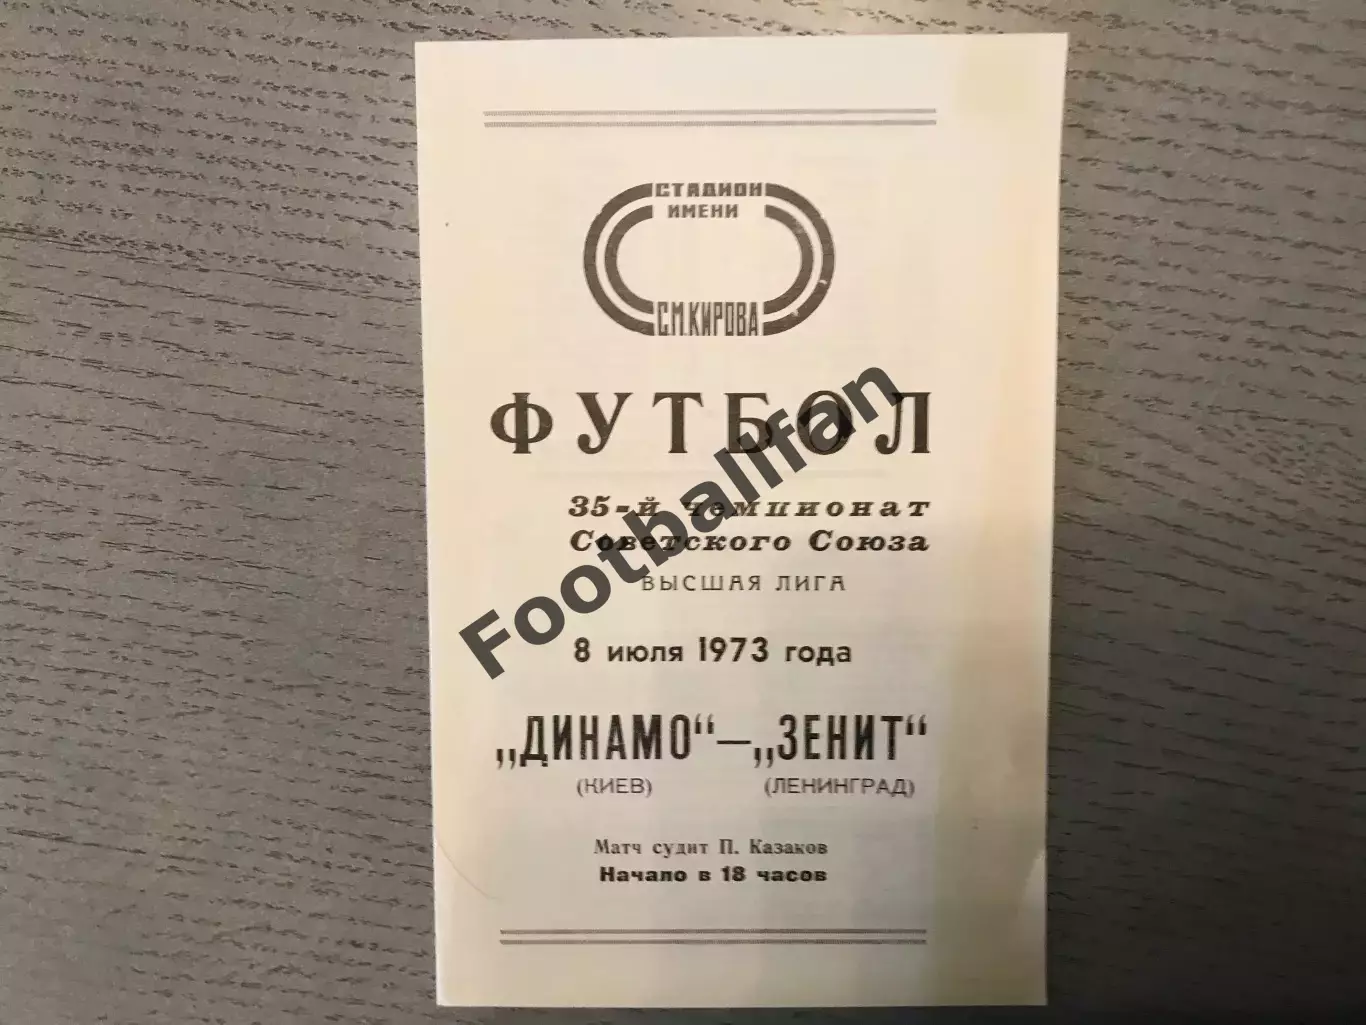 СТАДИОН
ИМЕНИ
С.М.КИРОВА
ФУТБОЛ
35-й чемпионат
Советского Союза
ВЫСШАЯ ЛИГА
8 июля 1973 года
„ДИНАМО“—„ЗЕНИТ“
(КИЕВ) (ЛЕНИНГРАД)
Матч судит П. Казаков
Начало в 18 часов
Footballfan